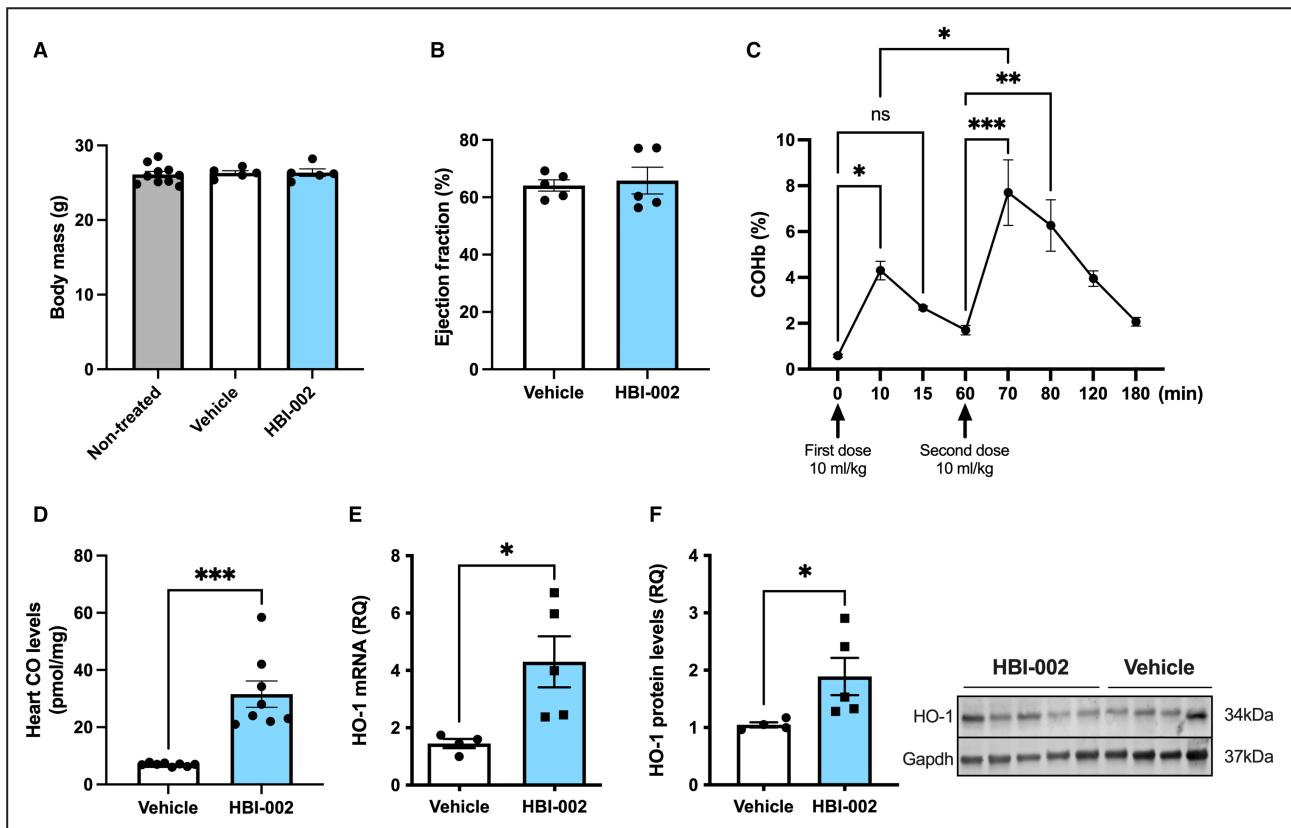 A
Body mass (g)
30
20
10
0
Non-treated
Vehicle
HBI-002
B
Ejection fraction (%)
80
60
40
20
0
Vehicle HBI-002
C
*
**
ns
***
*
COHb (%)
10
8
6
4
2
0
0 10 15 60 70 80 120 180 (min)
First dose
10 ml/kg
Second dose
10 ml/kg
D
***
Heart CO levels
(pmol/mg)
80
60
40
20
0
Vehicle HBI-002
E
*
HO-1 mRNA (RQ)
8
6
4
2
0
Vehicle HBI-002
F
*
HO-1 protein levels (RQ)
4
3
2
1
0
Vehicle HBI-002
HBI-002 Vehicle
HO-1 34kDa
Gapdh 37kDa